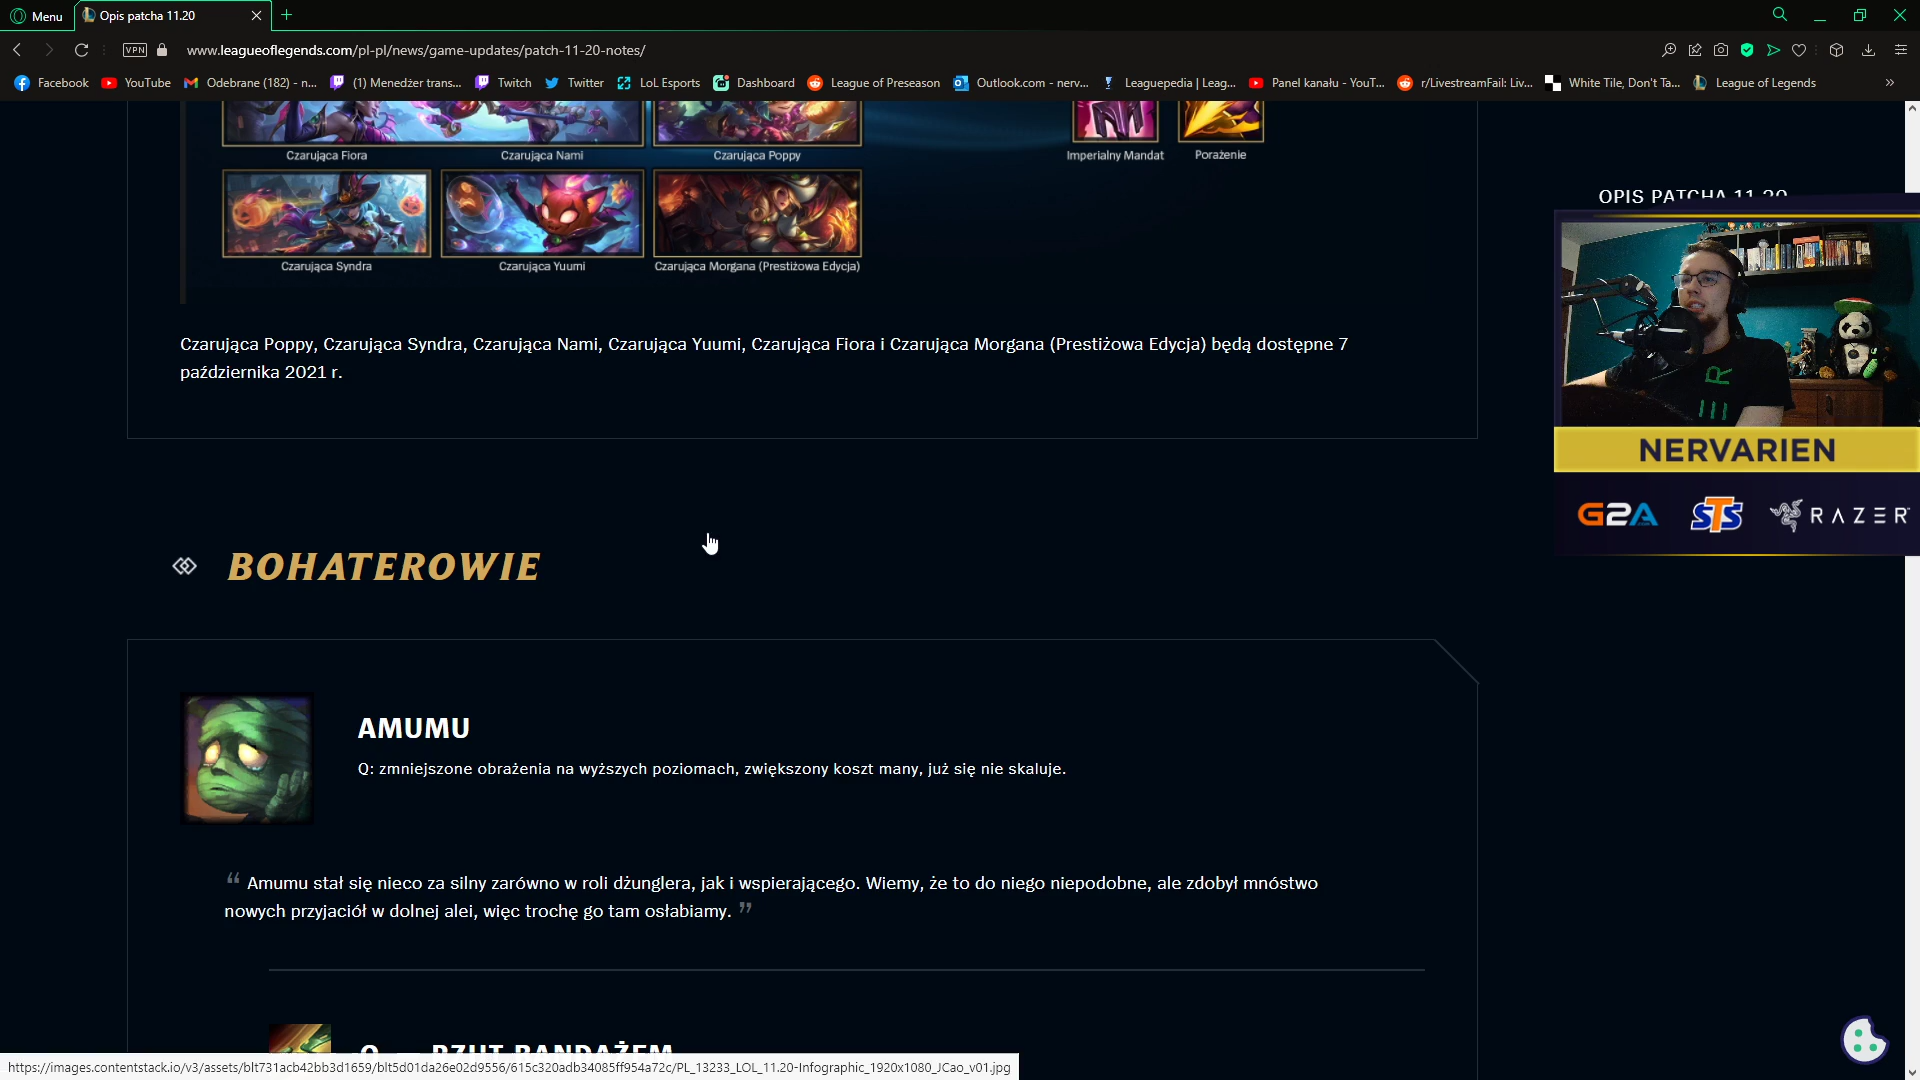 Menu
Opis patcha 11.20
VPN
www.leagueoflegends.com/pl-pl/news/game-updates/patch-11-20-notes/
Facebook
YouTube
Odebrane (182) - n...
(1) Menedżer trans...
Twitch
Twitter
LoL Esports
Dashboard
League of Preseason
Outlook.com - nerv...
Leaguepedia | Leag...
Panel kanału - YouT...
r/LivestreamFail: Liv...
White Tile, Don't Ta...
League of Legends
»
Czarująca Fiora
Czarująca Nami
Czarująca Poppy
Imperialny Mandat
Porażenie
Czarująca Syndra
Czarująca Yuumi
Czarująca Morgana (Prestiżowa Edycja)
OPIS PATCHA 11.20
Czarująca Poppy, Czarująca Syndra, Czarująca Nami, Czarująca Yuumi, Czarująca Fiora i Czarująca Morgana (Prestiżowa Edycja) będą dostępne 7
października 2021 r.
NERVARIEN
G2A
STS
RAZER
BOHATEROWIE
AMUMU
Q: zmniejszone obrażenia na wyższych poziomach, zwiększony koszt many, już się nie skaluje.
“ Amumu stał się nieco za silny zarówno w roli dżunglera, jak i wspierającego. Wiemy, że to do niego niepodobne, ale zdobył mnóstwo
nowych przyjaciół w dolnej alei, więc trochę go tam osłabiamy. ”
Q — RZUT BANDAŻEM
https://images.contentstack.io/v3/assets/blt731acb42bb3d1659/blt5d01da26e02d9556/615c320adb34085ff954a72c/PL_13233_LOL_11.20-Infographic_1920x1080_JCao_v01.jpg